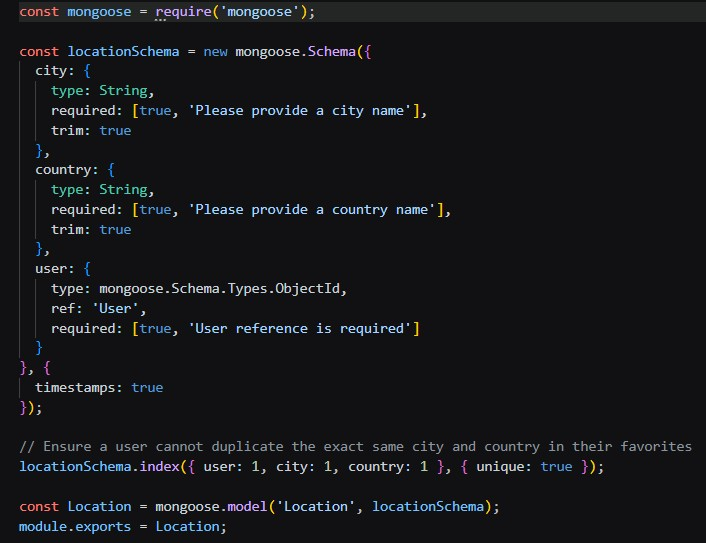 const mongoose = require('mongoose');

const locationSchema = new mongoose.Schema({
  city: {
    type: String,
    required: [true, 'Please provide a city name'],
    trim: true
  },
  country: {
    type: String,
    required: [true, 'Please provide a country name'],
    trim: true
  },
  user: {
    type: mongoose.Schema.Types.ObjectId,
    ref: 'User',
    required: [true, 'User reference is required']
  }
}, {
  timestamps: true
});

// Ensure a user cannot duplicate the exact same city and country in their favorites
locationSchema.index({ user: 1, city: 1, country: 1 }, { unique: true });

const Location = mongoose.model('Location', locationSchema);
module.exports = Location;